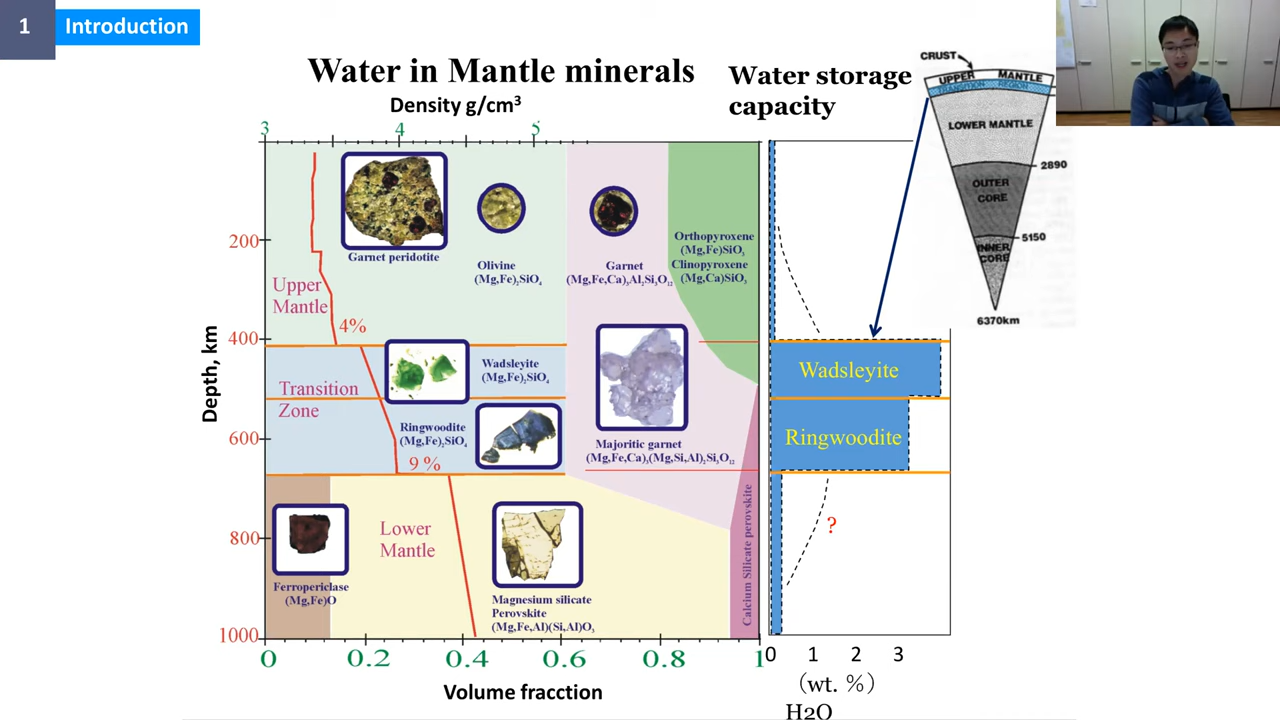 1
Introduction
Water in Mantle minerals
Density g/cm³
3
4
5
Depth, km
200
400
600
800
1000
Garnet peridotite
Olivine
(Mg,Fe)₂SiO₄
Garnet
(Mg,Fe,Ca)₃Al₂Si₃O₁₂
Orthopyroxene
(Mg,Fe)SiO₃
Clinopyroxene
(Mg,Ca)SiO₃
Upper
Mantle
4%
Transition
Zone
Wadsleyite
(Mg,Fe)₂SiO₄
Ringwoodite
(Mg,Fe)₂SiO₄
9 %
Majoritic garnet
(Mg,Fe,Ca)₃(Mg,Si,Al)₂Si₃O₁₂
Lower
Mantle
Ferropericlase
(Mg,Fe)O
Magnesium silicate
Perovskite
(Mg,Fe,Al)(Si,Al)O₃
Calcium Silicate perovskite
0
0.2
0.4
0.6
0.8
1
Volume fracction
Water storage
capacity
Wadsleyite
Ringwoodite
?
0
1
2
3
(wt. %)
H2O
CRUST
UPPER MANTLE
TRANSITION REGION
LOWER MANTLE
2890
OUTER
CORE
5150
INNER
CORE
6370km